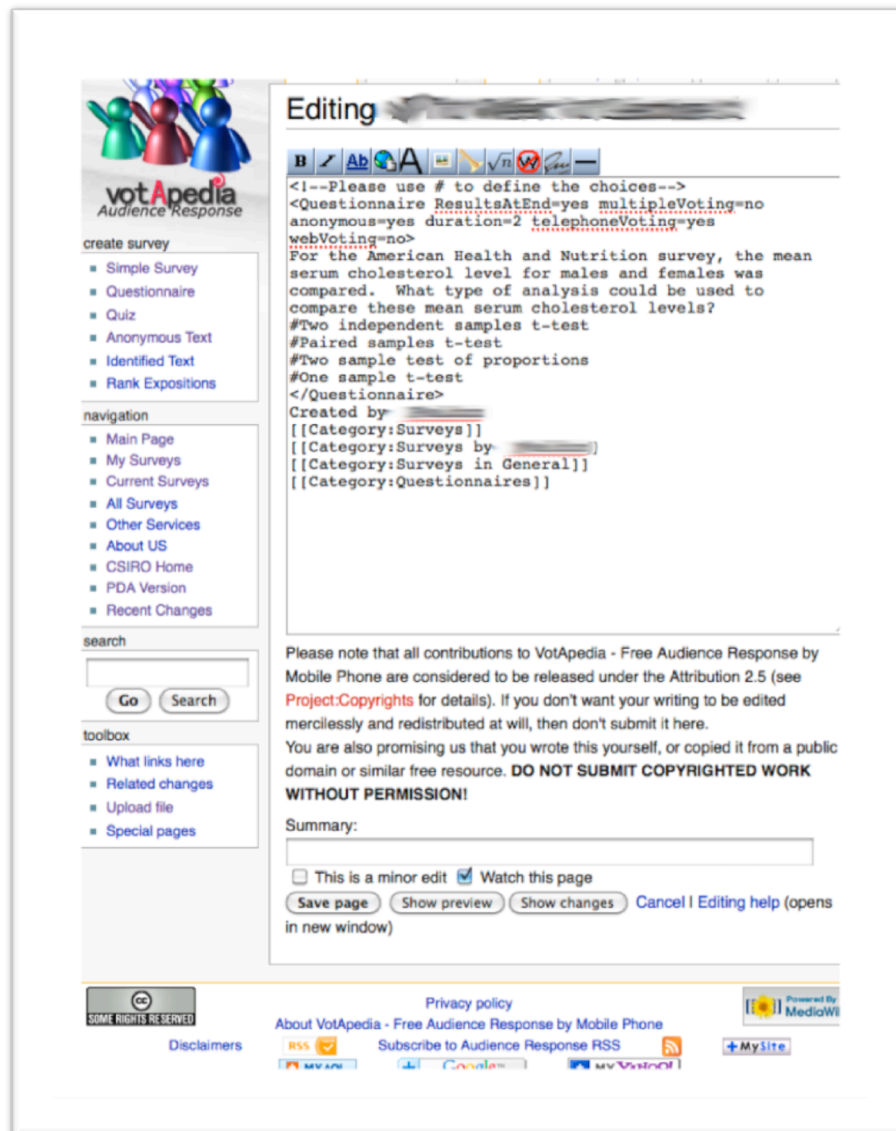 votApedia
Audience Response
create survey
Simple Survey
Questionnaire
Quiz
Anonymous Text
Identified Text
Rank Expositions
navigation
Main Page
My Surveys
Current Surveys
All Surveys
Other Services
About US
CSIRO Home
PDA Version
Recent Changes
search
Go Search
toolbox
What links here
Related changes
Upload file
Special pages
Editing
B I Ab A √n W
<!--Please use # to define the choices-->
<Questionnaire ResultsAtEnd=yes multipleVoting=no
anonymous=yes duration=2 telephoneVoting=yes
webVoting=no>
For the American Health and Nutrition survey, the mean
serum cholesterol level for males and females was
compared.  What type of analysis could be used to
compare these mean serum cholesterol levels?
#Two independent samples t-test
#Paired samples t-test
#Two sample test of proportions
#One sample t-test
</Questionnaire>
Created by
[[Category:Surveys]]
[[Category:Surveys by ]
[[Category:Surveys in General]]
[[Category:Questionnaires]]
Please note that all contributions to VotApedia - Free Audience Response by
Mobile Phone are considered to be released under the Attribution 2.5 (see
Project:Copyrights for details). If you don't want your writing to be edited
mercilessly and redistributed at will, then don't submit it here.
You are also promising us that you wrote this yourself, or copied it from a public
domain or similar free resource. DO NOT SUBMIT COPYRIGHTED WORK
WITHOUT PERMISSION!
Summary:
This is a minor edit Watch this page
Save page Show preview Show changes Cancel | Editing help (opens
in new window)
cc
SOME RIGHTS RESERVED
Privacy policy
Powered By
MediaWi
About VotApedia - Free Audience Response by Mobile Phone
Disclaimers RSS Subscribe to Audience Response RSS +MySite
MY AOL Google MY YAHOO!